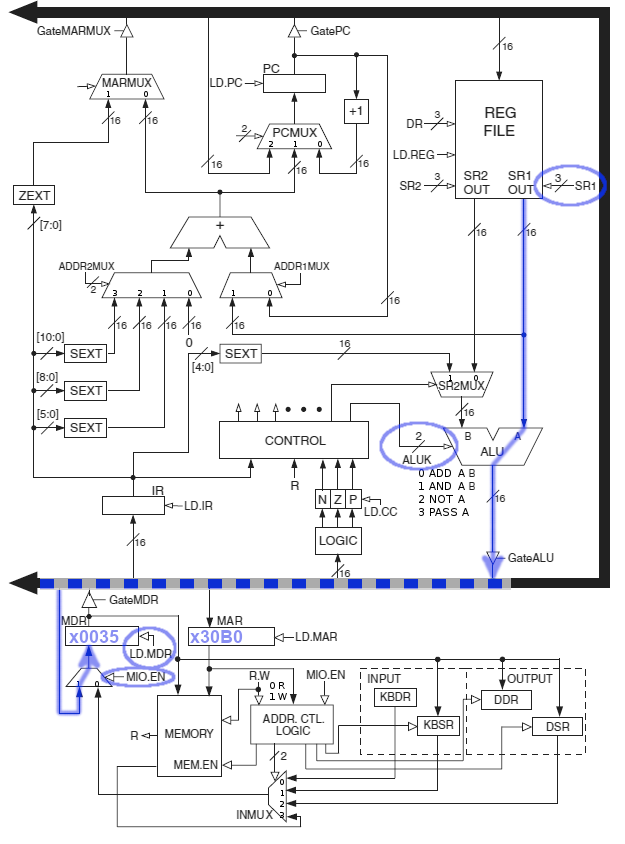 GateMARMUX
GatePC
16
MARMUX
1 0
16 16
PC
LD.PC
+1
2
PCMUX
2 1 0
16 16 16
REG
FILE
DR 3
LD.REG
SR2 3
SR2
OUT
SR1
OUT
3 SR1
16 16
ZEXT
[7:0]
+
ADDR2MUX
2
3 2 1 0
16 16 16
0
ADDR1MUX
1 0
16
16
[10:0]
SEXT
[8:0]
SEXT
[5:0]
SEXT
SEXT
[4:0]
16
1 0
SR2MUX
16
CONTROL
2
ALUK
B A
ALU
0 ADD A B
1 AND A B
2 NOT A
3 PASS A
16
GateALU
IR
LD.IR
16
R
N Z P
LD.CC
LOGIC
16
GateMDR
MDR
x0035
LD.MDR
MAR
x30B0
LD.MAR
MIO.EN
1 0
R.W
0 R
1 W
MIO.EN
MEMORY
R
MEM.EN
ADDR. CTL.
LOGIC
2
INPUT
KBDR
KBSR
OUTPUT
DDR
DSR
0
1
2
3
INMUX